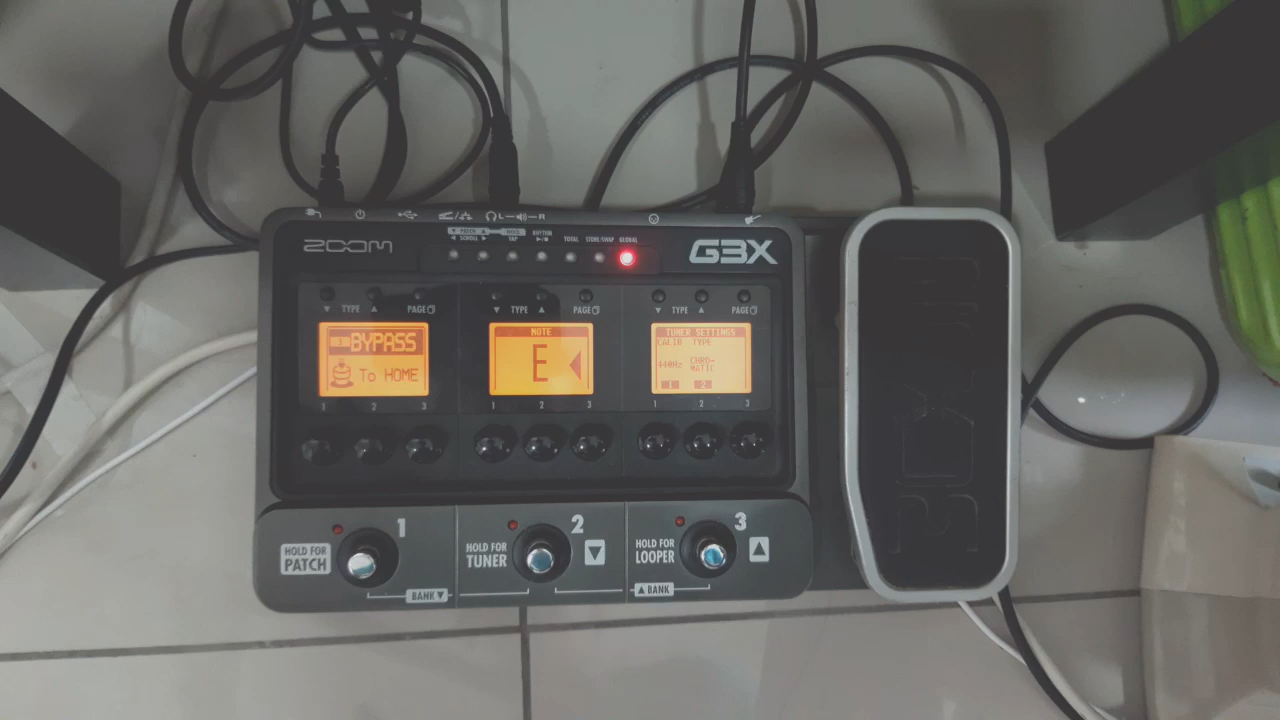 L R
ZOOM
▼ PATCH ▲
◄ SCROLL ►
TAP
RHYTHM
►/■
TOTAL
STORE/SWAP
GLOBAL
G3X
▼ TYPE ▲ PAGE
▼ TYPE ▲ PAGE
▼ TYPE ▲ PAGE
BYPASS
To HOME
NOTE
E
TUNER SETTINGS
CALIB TYPE
440Hz CHRO-
MATIC
1 2
1 2 3
1 2 3
1 2 3
1
HOLD FOR
PATCH
BANK ▼
2
HOLD FOR
TUNER
▼
3
HOLD FOR
LOOPER
▲
▲ BANK
ZOOM